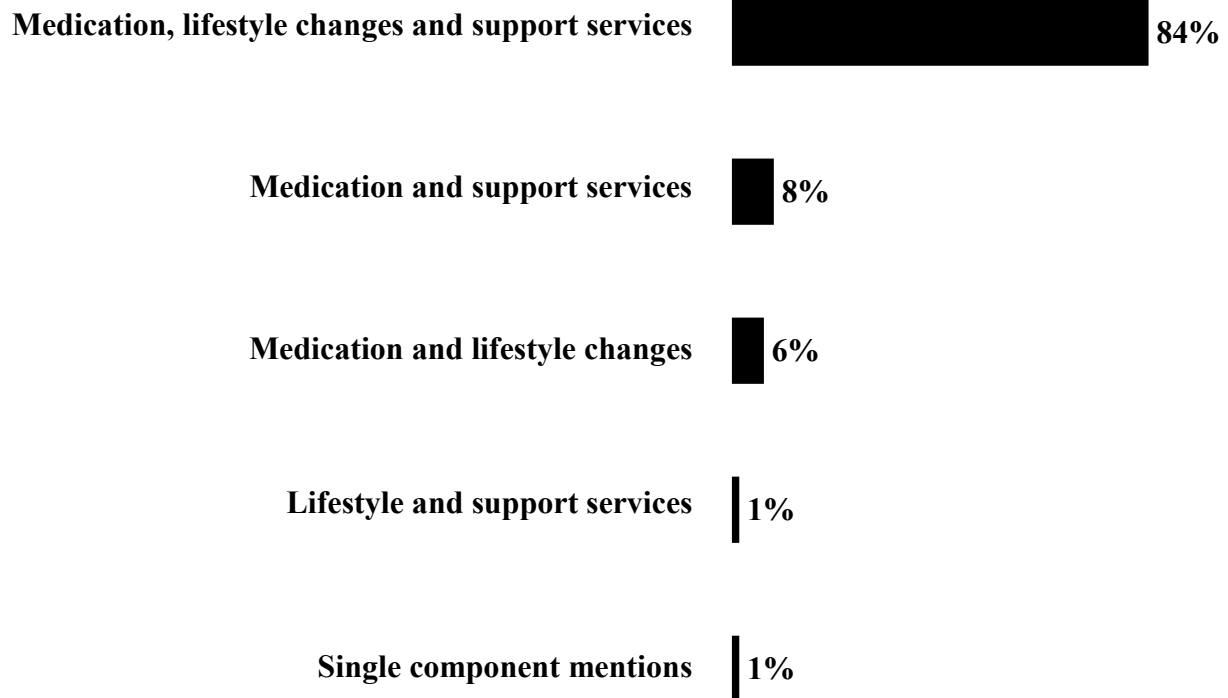 Medication, lifestyle changes and support services 84%
Medication and support services 8%
Medication and lifestyle changes 6%
Lifestyle and support services 1%
Single component mentions 1%